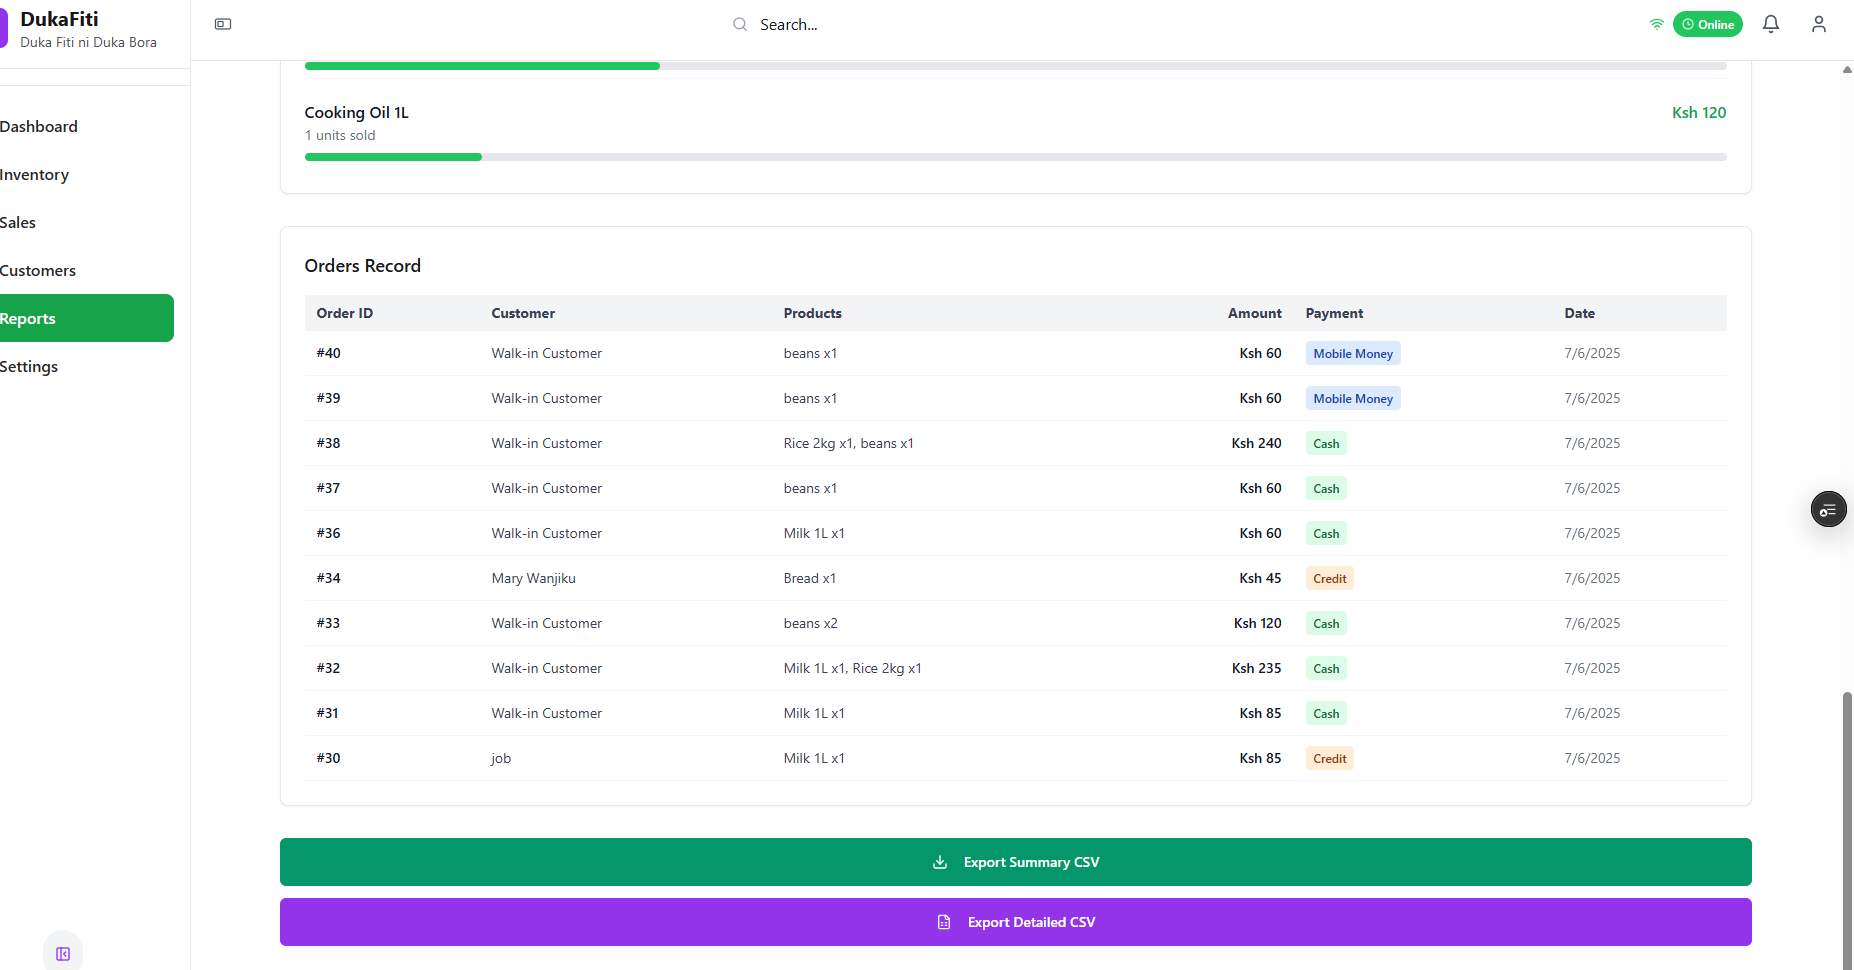 DukaFiti
Duka Fiti ni Duka Bora
Search...
Online
Dashboard
Inventory
Sales
Customers
Reports
Settings
Cooking Oil 1L
Ksh 120
1 units sold
Orders Record
Order ID Customer Products Amount Payment Date
#40 Walk-in Customer beans x1 Ksh 60 Mobile Money 7/6/2025
#39 Walk-in Customer beans x1 Ksh 60 Mobile Money 7/6/2025
#38 Walk-in Customer Rice 2kg x1, beans x1 Ksh 240 Cash 7/6/2025
#37 Walk-in Customer beans x1 Ksh 60 Cash 7/6/2025
#36 Walk-in Customer Milk 1L x1 Ksh 60 Cash 7/6/2025
#34 Mary Wanjiku Bread x1 Ksh 45 Credit 7/6/2025
#33 Walk-in Customer beans x2 Ksh 120 Cash 7/6/2025
#32 Walk-in Customer Milk 1L x1, Rice 2kg x1 Ksh 235 Cash 7/6/2025
#31 Walk-in Customer Milk 1L x1 Ksh 85 Cash 7/6/2025
#30 job Milk 1L x1 Ksh 85 Credit 7/6/2025
Export Summary CSV
Export Detailed CSV